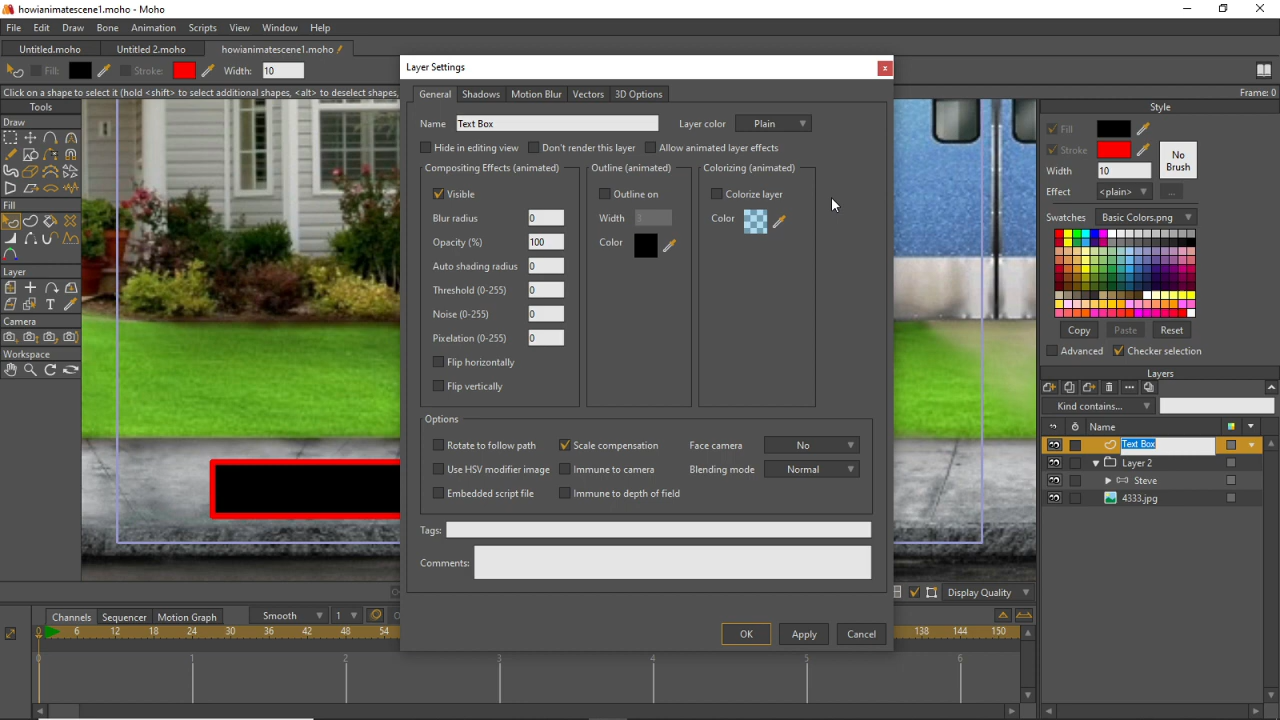 howianimatescene1.moho - Moho
File Edit Draw Bone Animation Scripts View Window Help
Untitled.moho Untitled 2.moho howianimatescene1.moho
Fill: Stroke: Width: 10
Click on a shape to select it (hold <shift> to select additional shapes, <alt> to deselect shapes,
Frame: 0
Tools
Draw
Fill
Layer
Camera
Workspace
Layer Settings
General Shadows Motion Blur Vectors 3D Options
Name Text Box Layer color Plain
Hide in editing view Don't render this layer Allow animated layer effects
Compositing Effects (animated) Outline (animated) Colorizing (animated)
Visible Outline on Colorize layer
Blur radius 0 Width 3 Color
Opacity (%) 100 Color
Auto shading radius 0
Threshold (0-255) 0
Noise (0-255) 0
Pixelation (0-255) 0
Flip horizontally
Flip vertically
Options
Rotate to follow path Scale compensation Face camera No
Use HSV modifier image Immune to camera Blending mode Normal
Embedded script file Immune to depth of field
Tags:
Comments:
OK Apply Cancel
Style
Fill
Stroke
No
Brush
Width 10
Effect <plain> ...
Swatches Basic Colors.png
Copy Paste Reset
Advanced Checker selection
Layers
Kind contains...
Name
Text Box
Layer 2
Steve
4333.jpg
Display Quality
Channels Sequencer Motion Graph Smooth 1
0 6 12 18 24 30 36 42 48 54 138 144 150
0 1 2 3 4 5 6